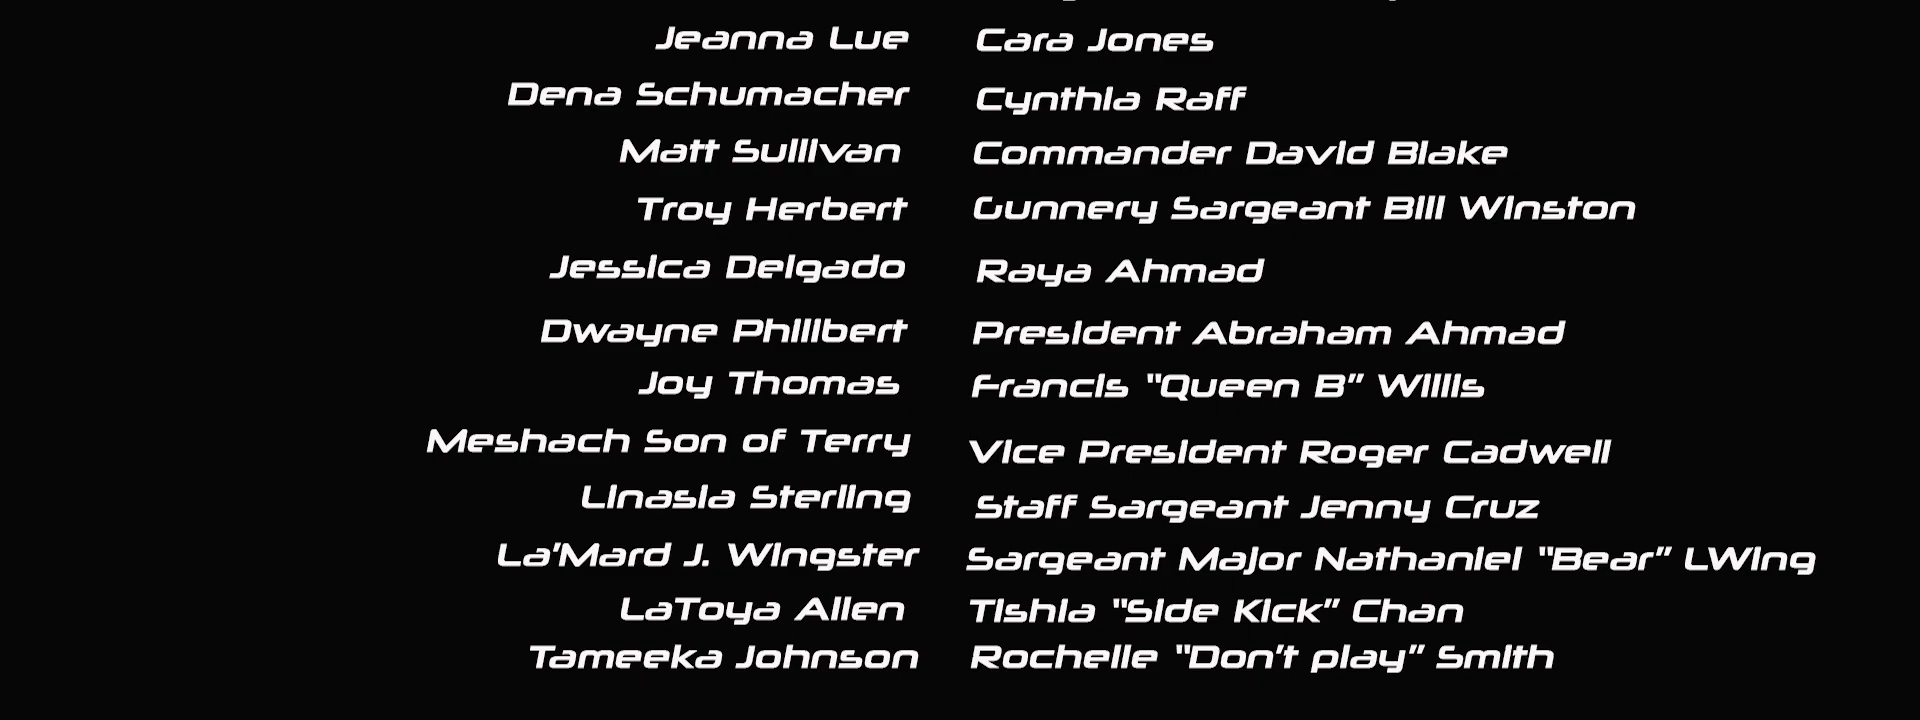 Jeanna Lue Cara Jones
Dena Schumacher Cynthia Raff
Matt Sullivan Commander David Blake
Troy Herbert Gunnery Sargeant Bill Winston
Jessica Delgado Raya Ahmad
Dwayne Philibert President Abraham Ahmad
Joy Thomas Francis "Queen B" Willis
Meshach Son of Terry Vice President Roger Cadwell
Linasia Sterling Staff Sargeant Jenny Cruz
La'Mard J. Wingster Sargeant Major Nathaniel "Bear" LWing
LaToya Allen Tishia "Side Kick" Chan
Tameeka Johnson Rochelle "Don't play" Smith